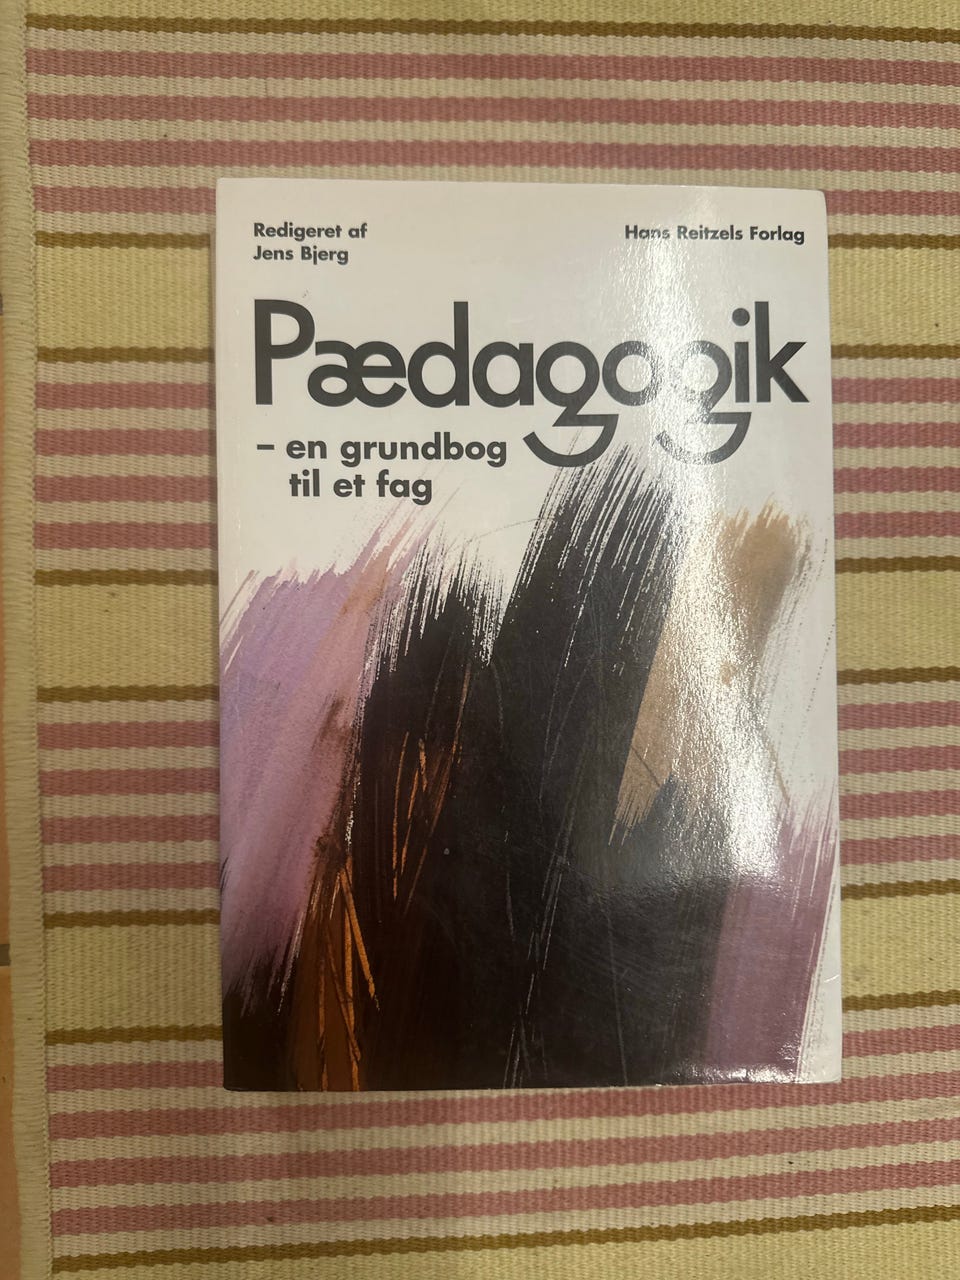 Redigeret af
Jens Bjerg
Hans Reitzels Forlag
Pædagogik
– en grundbog
til et fag